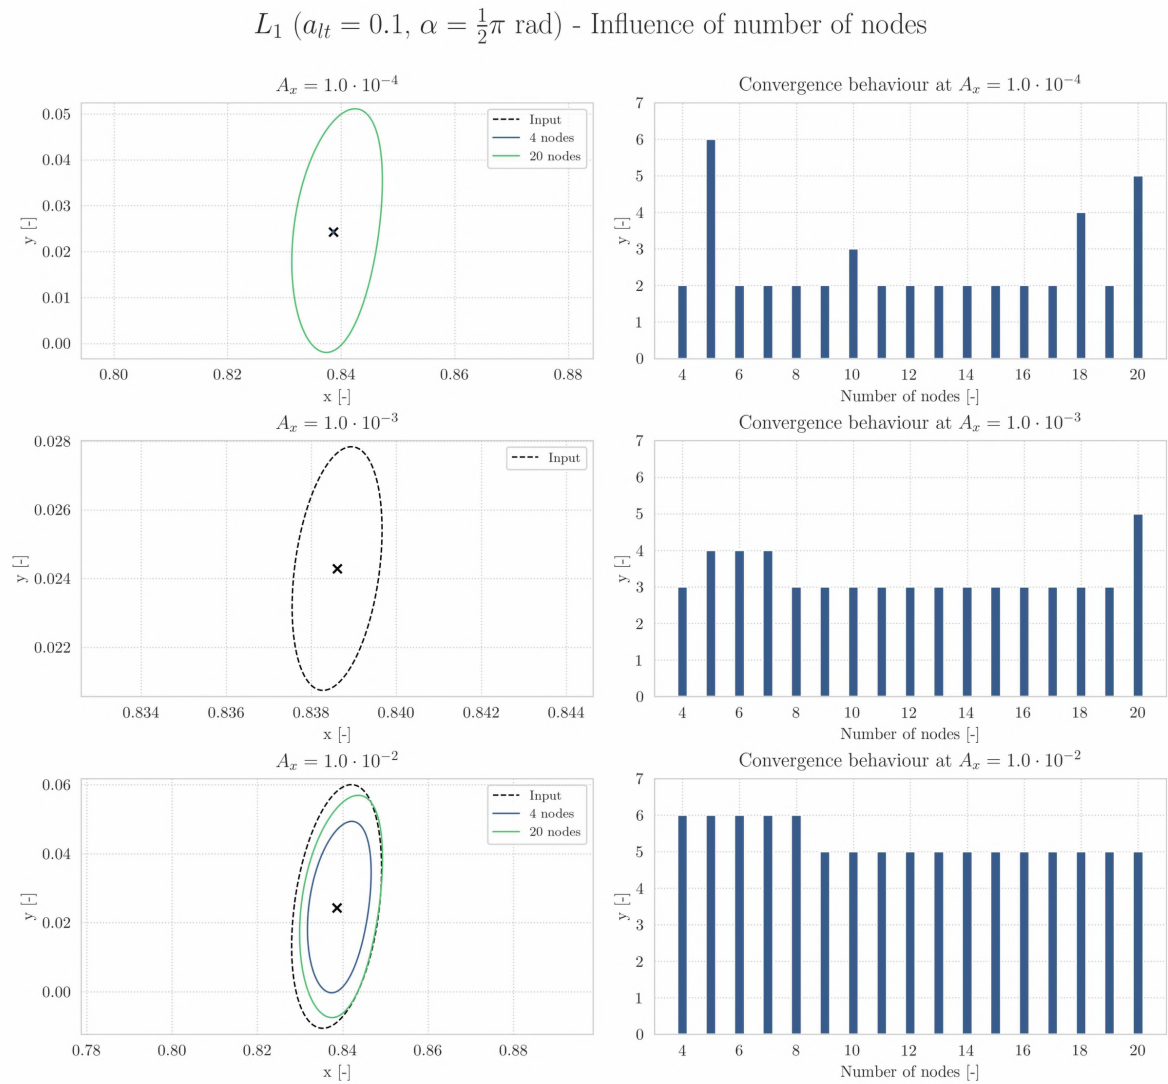 L₁ (aₗₜ = 0.1, α = ½π rad) - Influence of number of nodes
Aₓ = 1.0 · 10⁻⁴
0.05
0.04
0.03
0.02
0.01
0.00
y [-]
0.80 0.82 0.84 0.86 0.88
x [-]
Input
4 nodes
20 nodes
Convergence behaviour at Aₓ = 1.0 · 10⁻⁴
7
6
5
4
3
2
1
0
y [-]
4 6 8 10 12 14 16 18 20
Number of nodes [-]
Aₓ = 1.0 · 10⁻³
0.028
0.026
0.024
0.022
y [-]
0.834 0.836 0.838 0.840 0.842 0.844
x [-]
Input
Convergence behaviour at Aₓ = 1.0 · 10⁻³
7
6
5
4
3
2
1
0
y [-]
4 6 8 10 12 14 16 18 20
Number of nodes [-]
Aₓ = 1.0 · 10⁻²
0.06
0.04
0.02
0.00
y [-]
0.78 0.80 0.82 0.84 0.86 0.88
x [-]
Input
4 nodes
20 nodes
Convergence behaviour at Aₓ = 1.0 · 10⁻²
7
6
5
4
3
2
1
0
y [-]
4 6 8 10 12 14 16 18 20
Number of nodes [-]